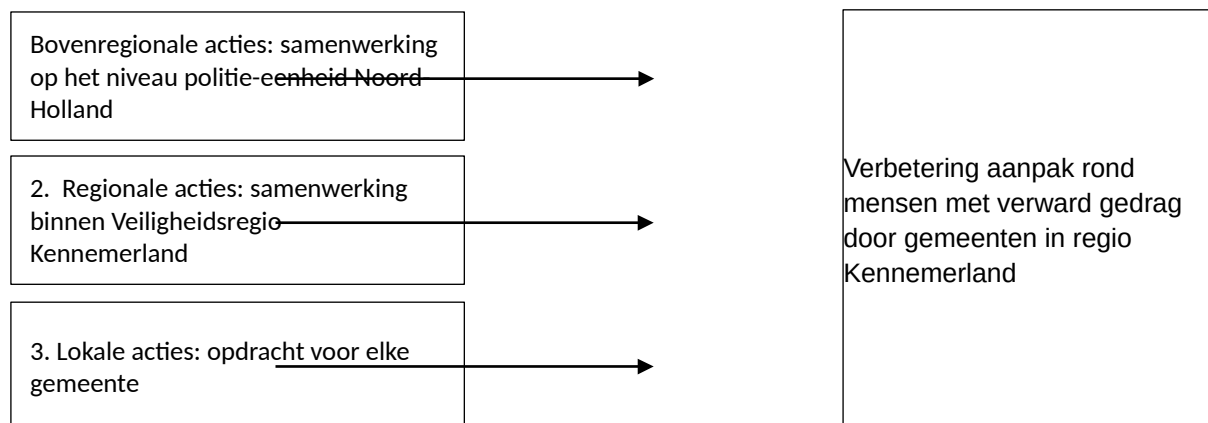 Bovenregionale acties: samenwerking
op het niveau politie-eenheid Noord-
Holland
2. Regionale acties: samenwerking
binnen Veiligheidsregio
Kennemerland
3. Lokale acties: opdracht voor elke
gemeente
Verbetering aanpak rond
mensen met verward gedrag
door gemeenten in regio
Kennemerland